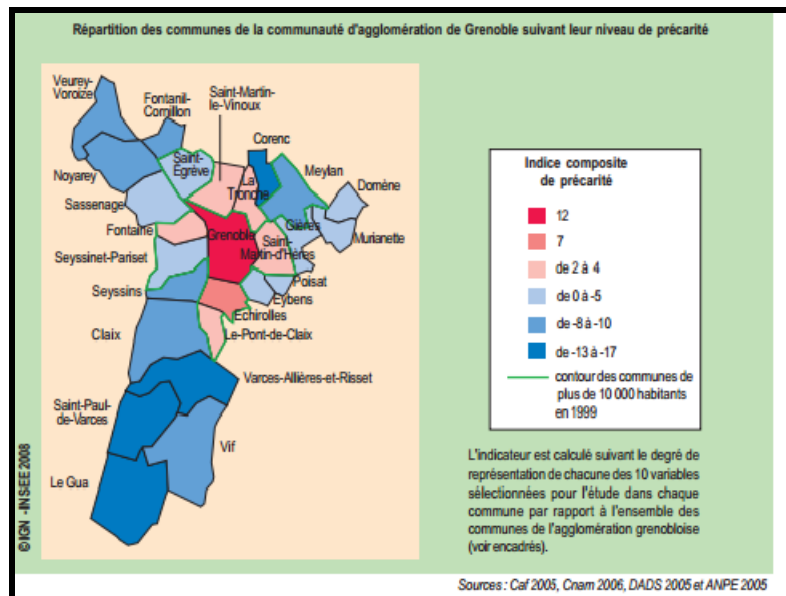 Répartition des communes de la communauté d'agglomération de Grenoble suivant leur niveau de précarité
Veurey-
Voroize
Fontanil-
Cornillon
Saint-Martin-
le-Vinoux
Corenc
Meylan
Saint-
Egrève
La
Tronche
Domène
Noyarey
Sassenage
Gières
Murianette
Fontaine
Grenoble
Saint-
Martin-d'Hères
Seyssinet-Pariset
Poisat
Seyssins
Eybens
Echirolles
Claix
Le-Pont-de-Claix
Varces-Allières-et-Risset
Saint-Paul-
de-Varces
Vif
Le Gua
©IGN -INSEE 2008
Indice composite
de précarité
12
7
de 2 à 4
de 0 à -5
de -8 à -10
de -13 à -17
contour des communes de
plus de 10 000 habitants
en 1999
L'indicateur est calculé suivant le degré de
représentation de chacune des 10 variables
sélectionnées pour l'étude dans chaque
commune par rapport à l'ensemble des
communes de l'agglomération grenobloise
(voir encadrés).
Sources : Caf 2005, Cnam 2006, DADS 2005 et ANPE 2005